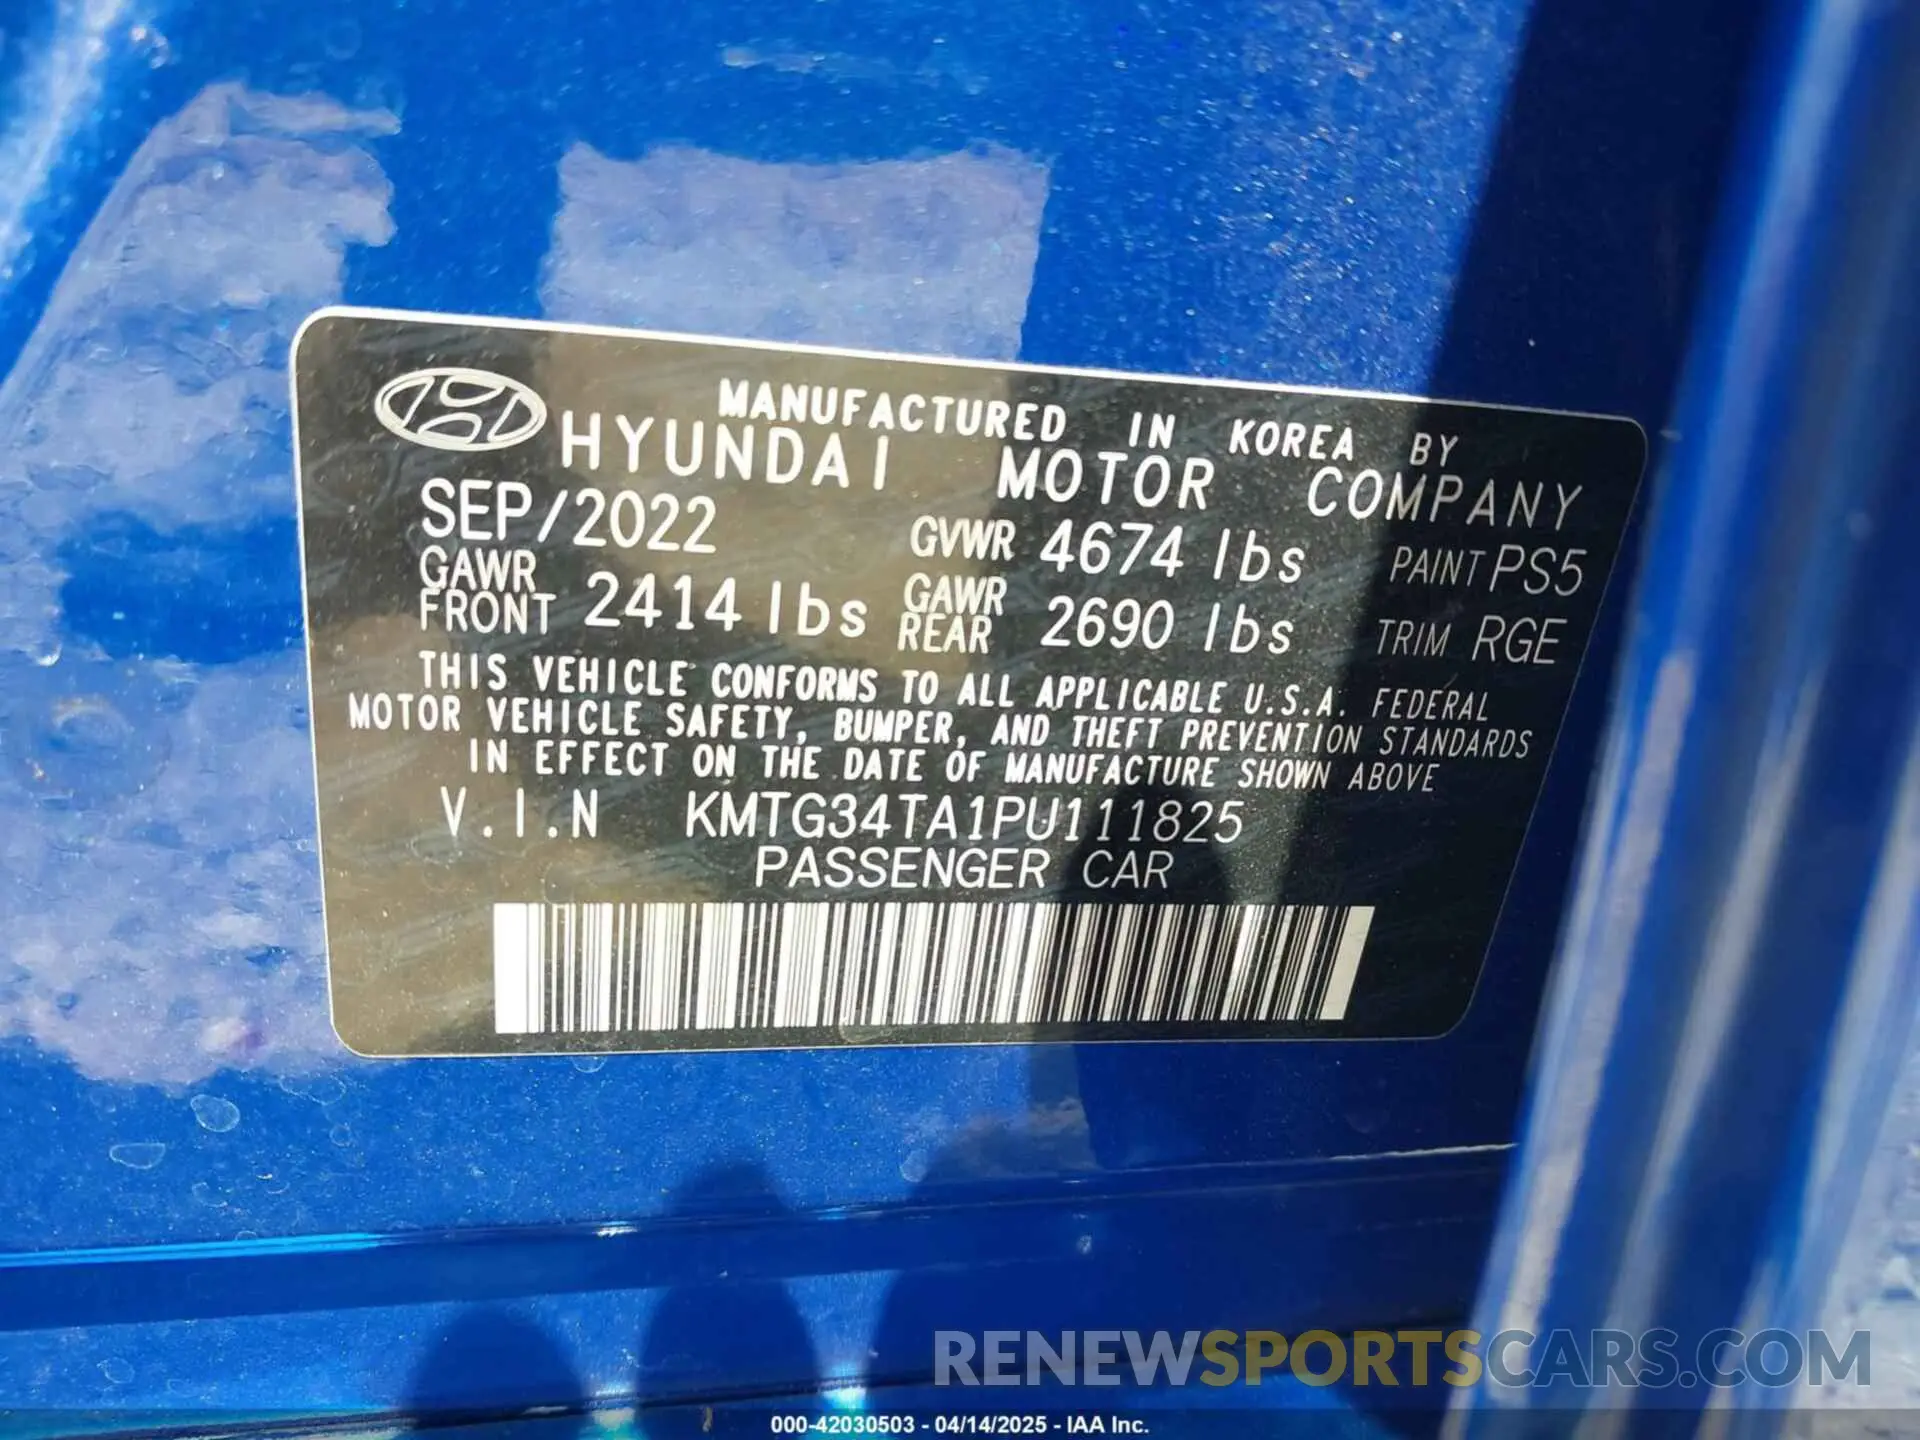 MANUFACTURED IN KOREA BY
HYUNDAI MOTOR COMPANY
SEP/2022 GVWR 4674 lbs PAINT PS5
GAWR FRONT 2414 lbs GAWR REAR 2690 lbs TRIM RGE
THIS VEHICLE CONFORMS TO ALL APPLICABLE U.S.A. FEDERAL
MOTOR VEHICLE SAFETY, BUMPER, AND THEFT PREVENTION STANDARDS
IN EFFECT ON THE DATE OF MANUFACTURE SHOWN ABOVE
V.I.N KMTG34TA1PU111825
PASSENGER CAR
RENEWSPORTSCARS.COM
000-42030503 - 04/14/2025 - IAA Inc.